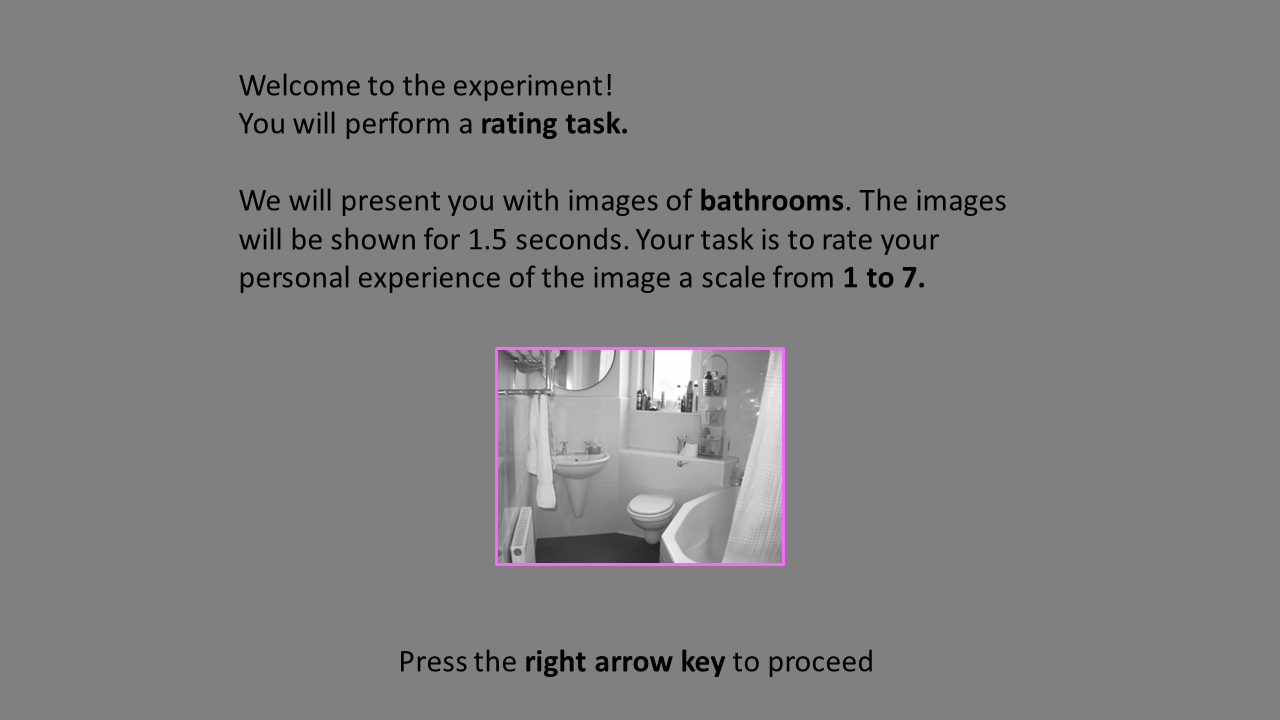 Welcome to the experiment!
You will perform a rating task.
We will present you with images of bathrooms. The images
will be shown for 1.5 seconds. Your task is to rate your
personal experience of the image a scale from 1 to 7.
Press the right arrow key to proceed